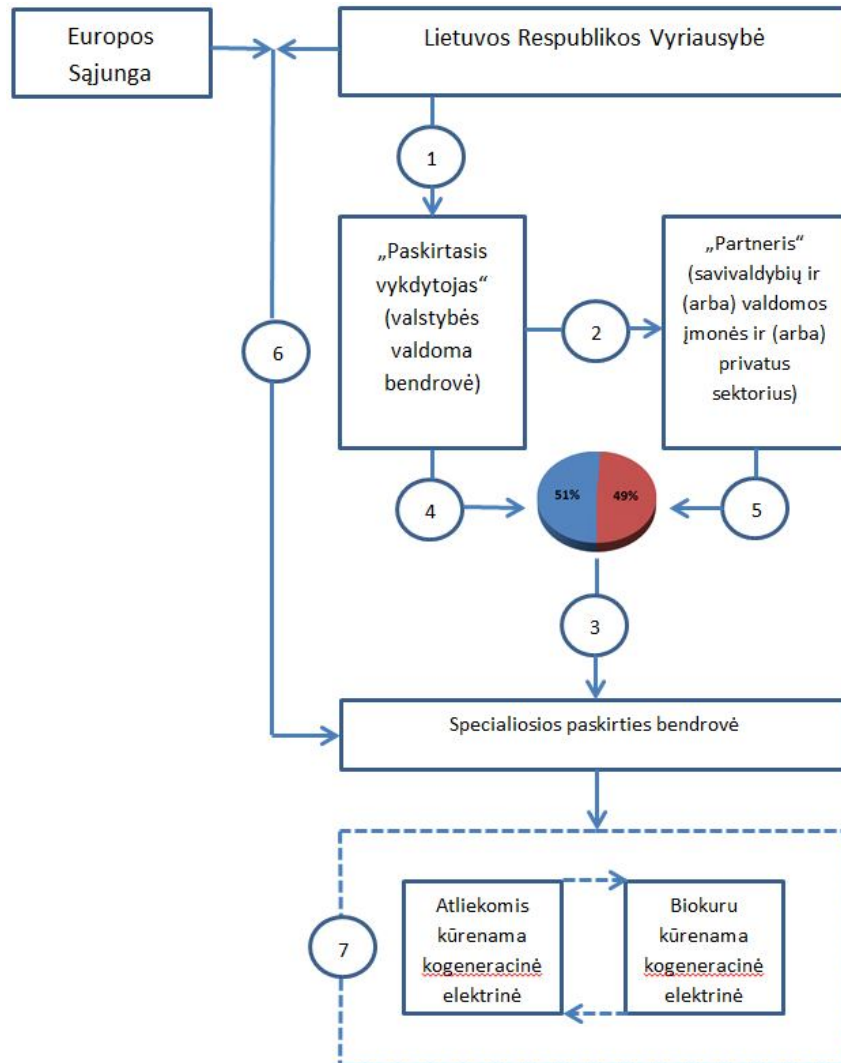 Europos
Sąjunga
Lietuvos Respublikos Vyriausybė
1
„Paskirtasis
vykdytojas“
(valstybės
valdoma
bendrovė)
2
„Partneris“
(savivaldybių ir
(arba) valdomos
įmonės ir (arba)
privatus
sektorius)
6
4
51%
49%
5
3
Specialiosios paskirties bendrovė
7
Atliekomis
kūrenama
kogeneracinė
elektrinė
Biokuru
kūrenama
kogeneracinė
elektrinė